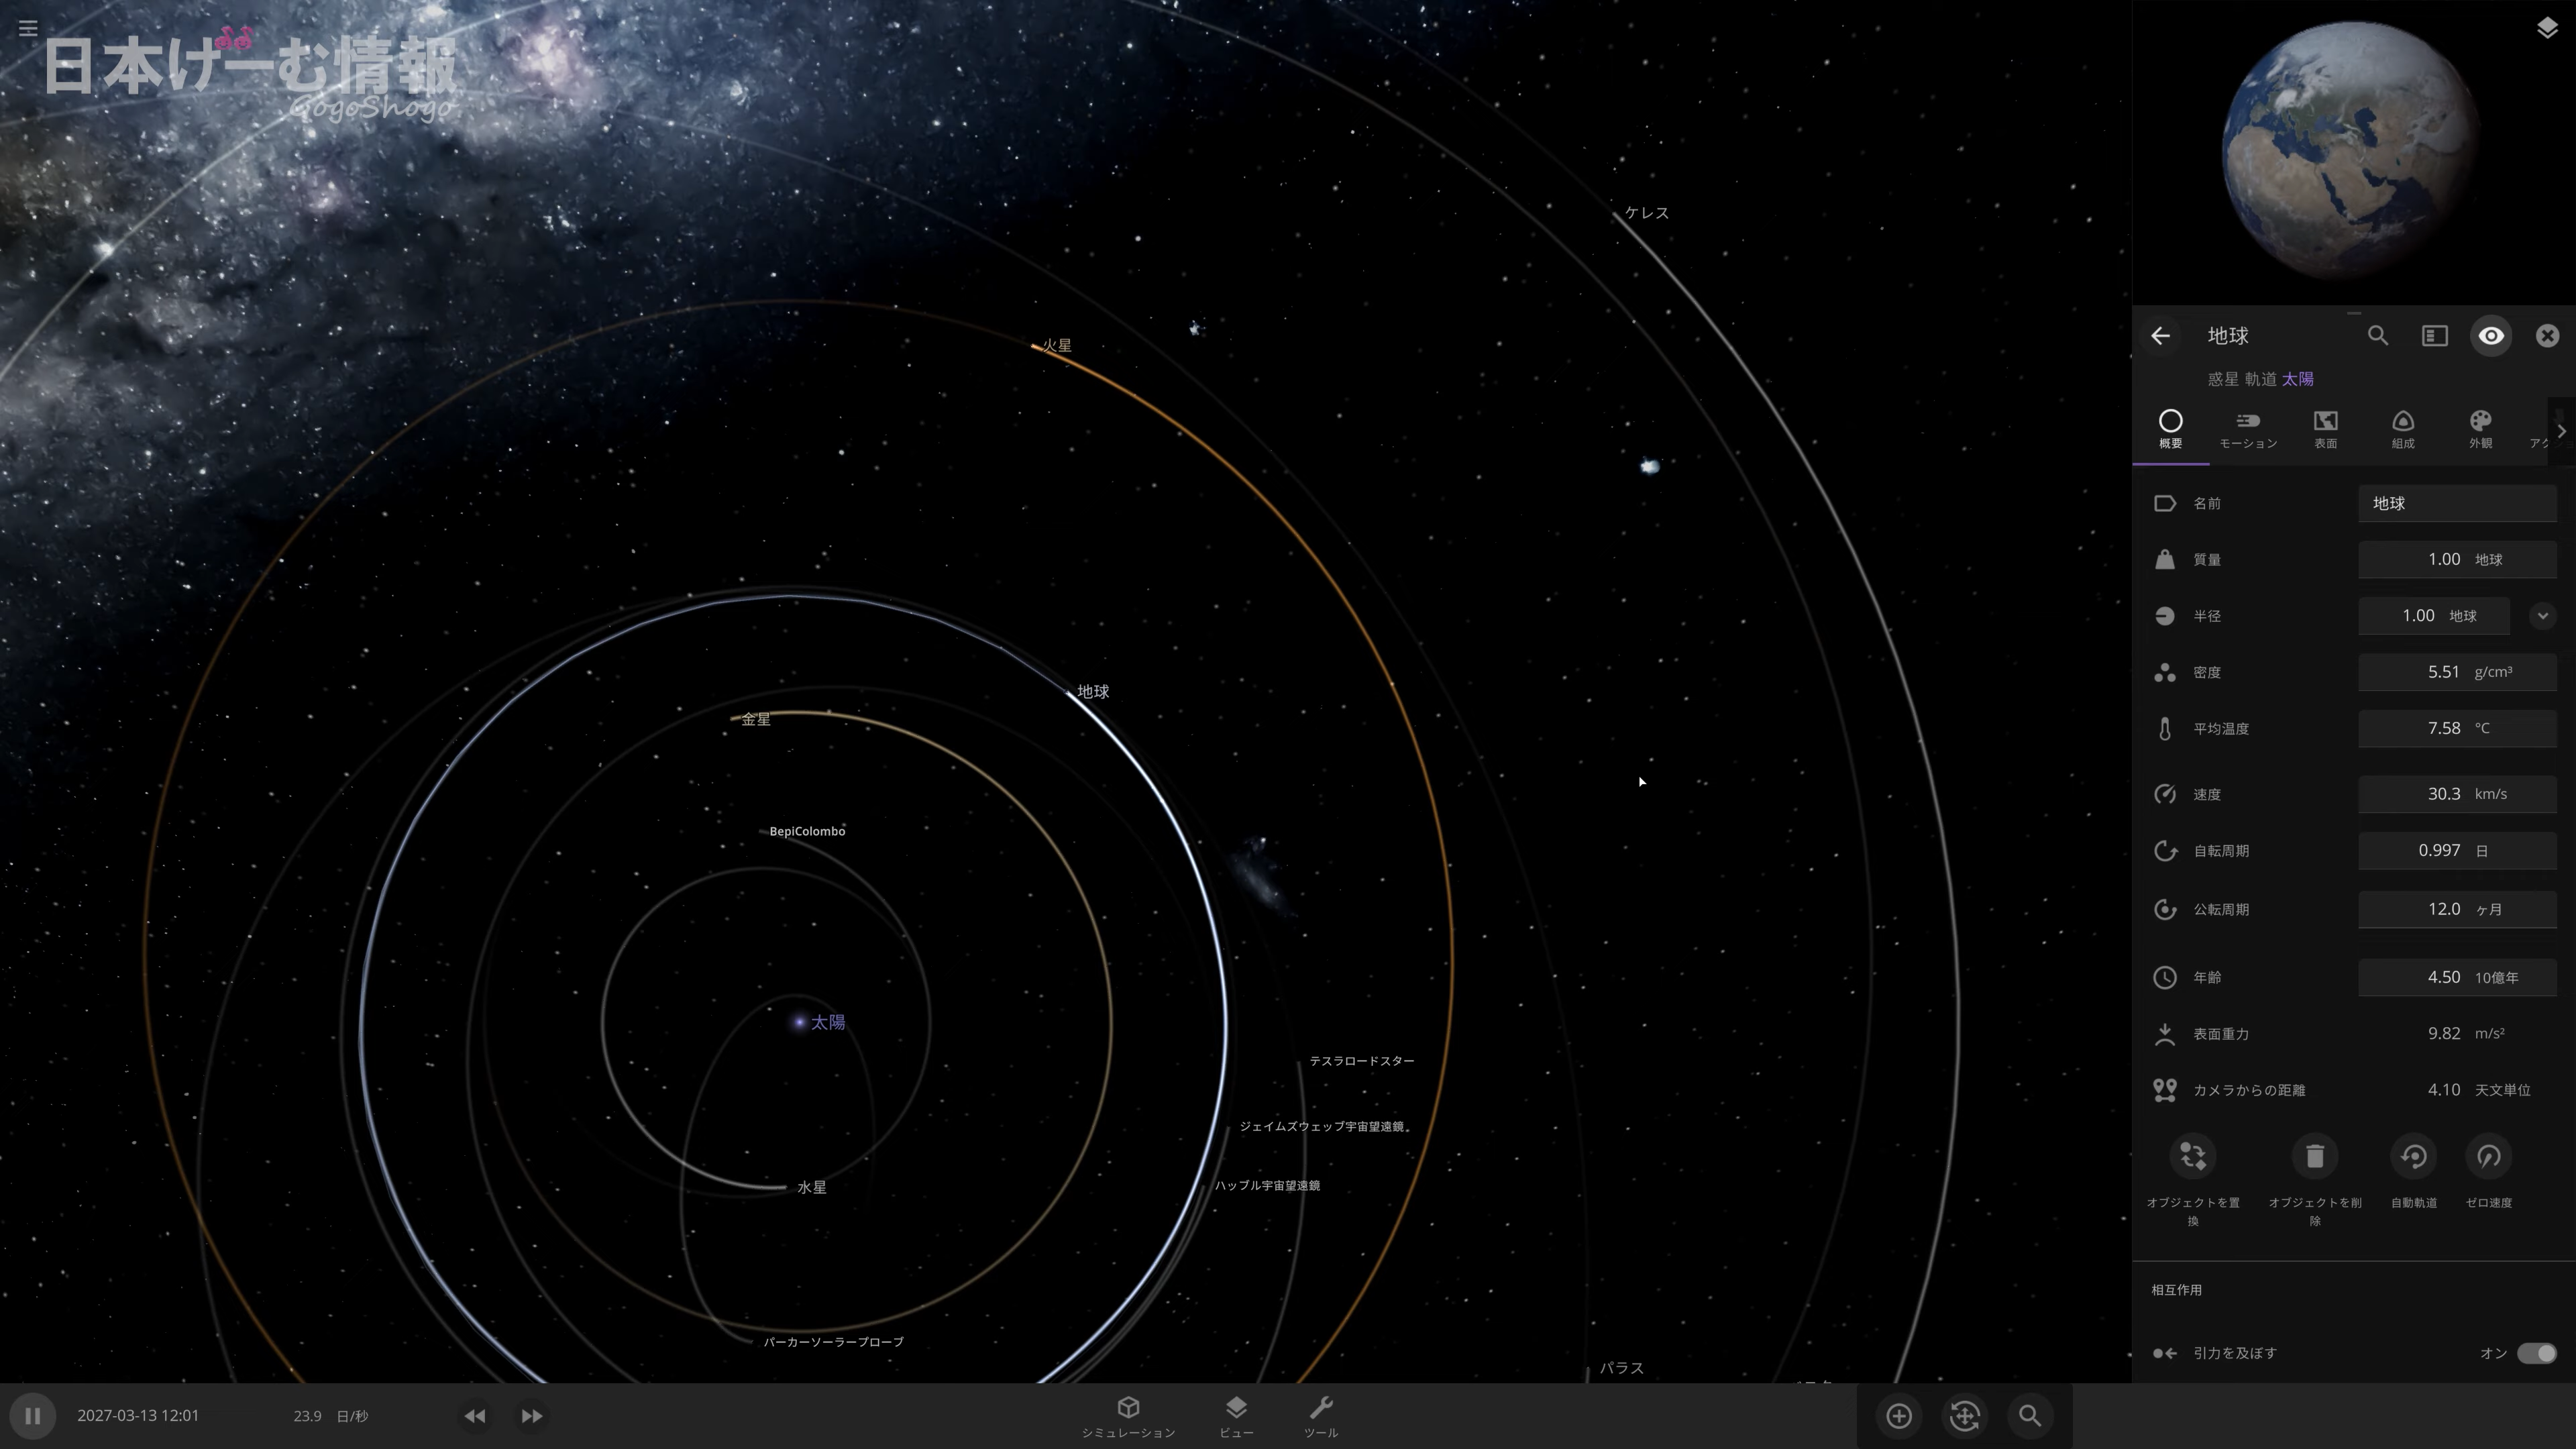 日本けーむ情報
GogoShogo
ケレス
火星
地球
金星
BepiColombo
太陽
テスラロードスター
ジェイムズウェッブ宇宙望遠鏡
ハッブル宇宙望遠鏡
水星
パーカーソーラープローブ
パラス
地球
惑星 軌道 太陽
概要
モーション
表面
組成
外観
アク
名前 地球
質量 1.00 地球
半径 1.00 地球
密度 5.51 g/cm³
平均温度 7.58 °C
速度 30.3 km/s
自転周期 0.997 日
公転周期 12.0 ヶ月
年齢 4.50 10億年
表面重力 9.82 m/s²
カメラからの距離 4.10 天文単位
オブジェクトを置
換
オブジェクトを削
除
自動軌道
ゼロ速度
相互作用
引力を及ぼす オン
2027-03-13 12:01 23.9 日/秒
シミュレーション
ビュー
ツール